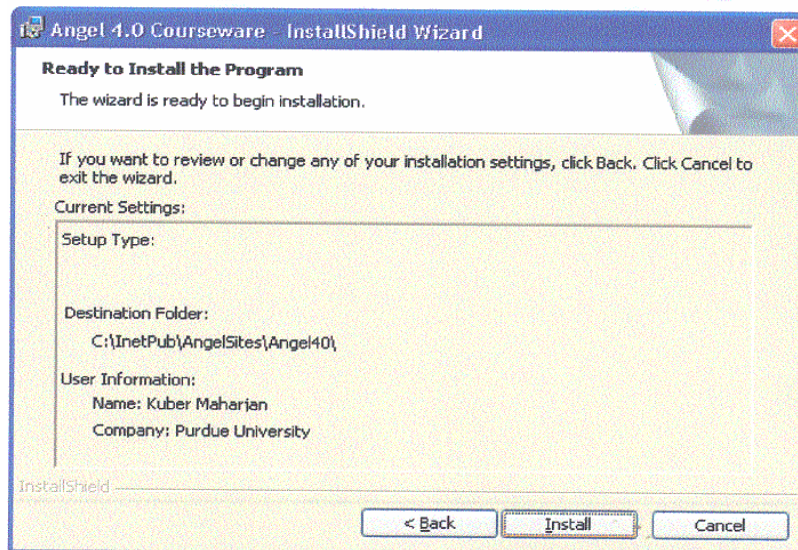 Angel 4.0 Courseware - InstallShield Wizard
Ready to Install the Program
The wizard is ready to begin installation.
If you want to review or change any of your installation settings, click Back. Click Cancel to
exit the wizard.
Current Settings:
Setup Type:
Destination Folder:
C:\InetPub\AngelSites\Angel40\
User Information:
Name: Kuber Maharjan
Company: Purdue University
InstallShield
< Back
Install
Cancel